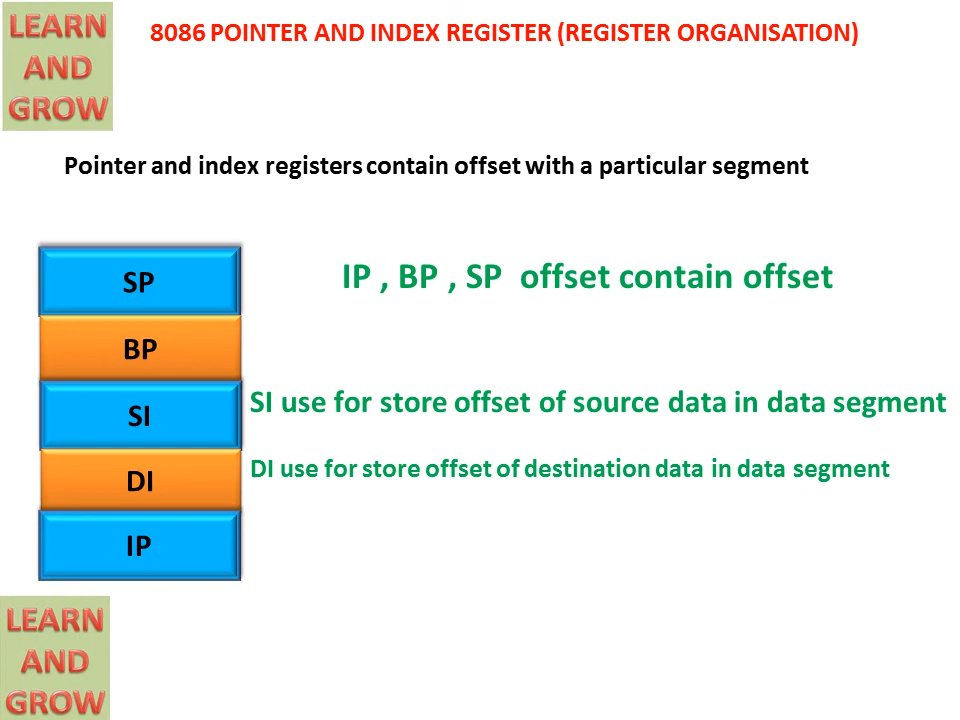 LEARN
AND
GROW
8086 POINTER AND INDEX REGISTER (REGISTER ORGANISATION)
Pointer and index registers contain offset with a particular segment
SP
IP , BP , SP offset contain offset
BP
SI
SI use for store offset of source data in data segment
DI
DI use for store offset of destination data in data segment
IP
LEARN
AND
GROW